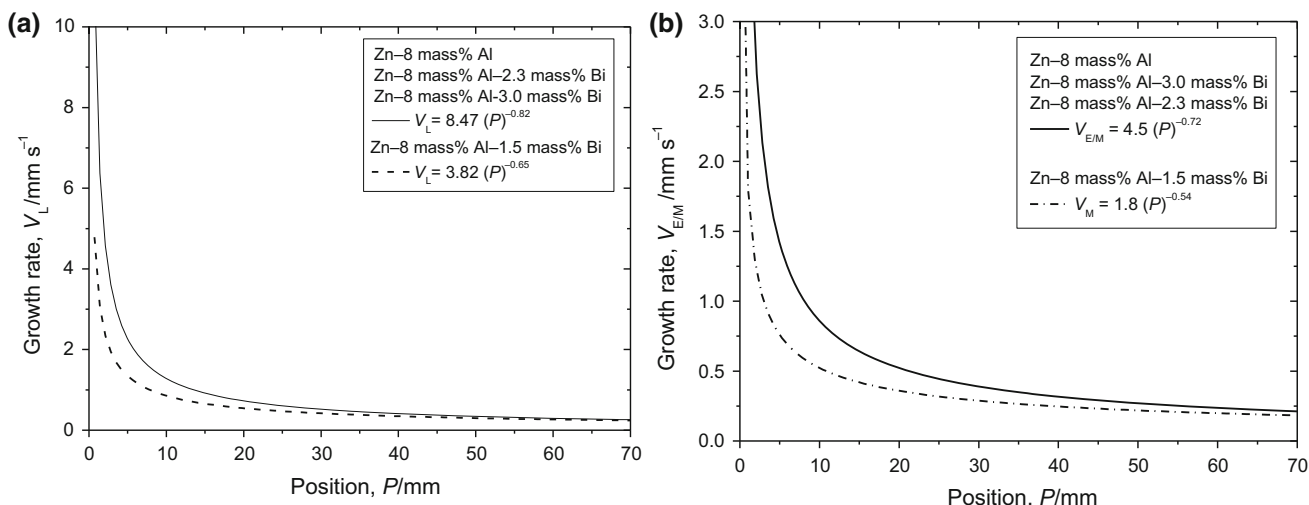 (a)
10
8
6
4
2
0
Growth rate, V_L/mm s⁻¹
Zn–8 mass% Al
Zn–8 mass% Al–2.3 mass% Bi
Zn–8 mass% Al-3.0 mass% Bi
V_L= 8.47 (P)⁻⁰·⁸²
Zn–8 mass% Al–1.5 mass% Bi
V_L= 3.82 (P)⁻⁰·⁶⁵
0 10 20 30 40 50 60 70
Position, P/mm
(b)
3.0
2.5
2.0
1.5
1.0
0.5
0.0
Growth rate, V_E/M/mm s⁻¹
Zn–8 mass% Al
Zn–8 mass% Al–3.0 mass% Bi
Zn–8 mass% Al–2.3 mass% Bi
V_E/M = 4.5 (P)⁻⁰·⁷²
Zn–8 mass% Al–1.5 mass% Bi
V_M = 1.8 (P)⁻⁰·⁵⁴
0 10 20 30 40 50 60 70
Position, P/mm